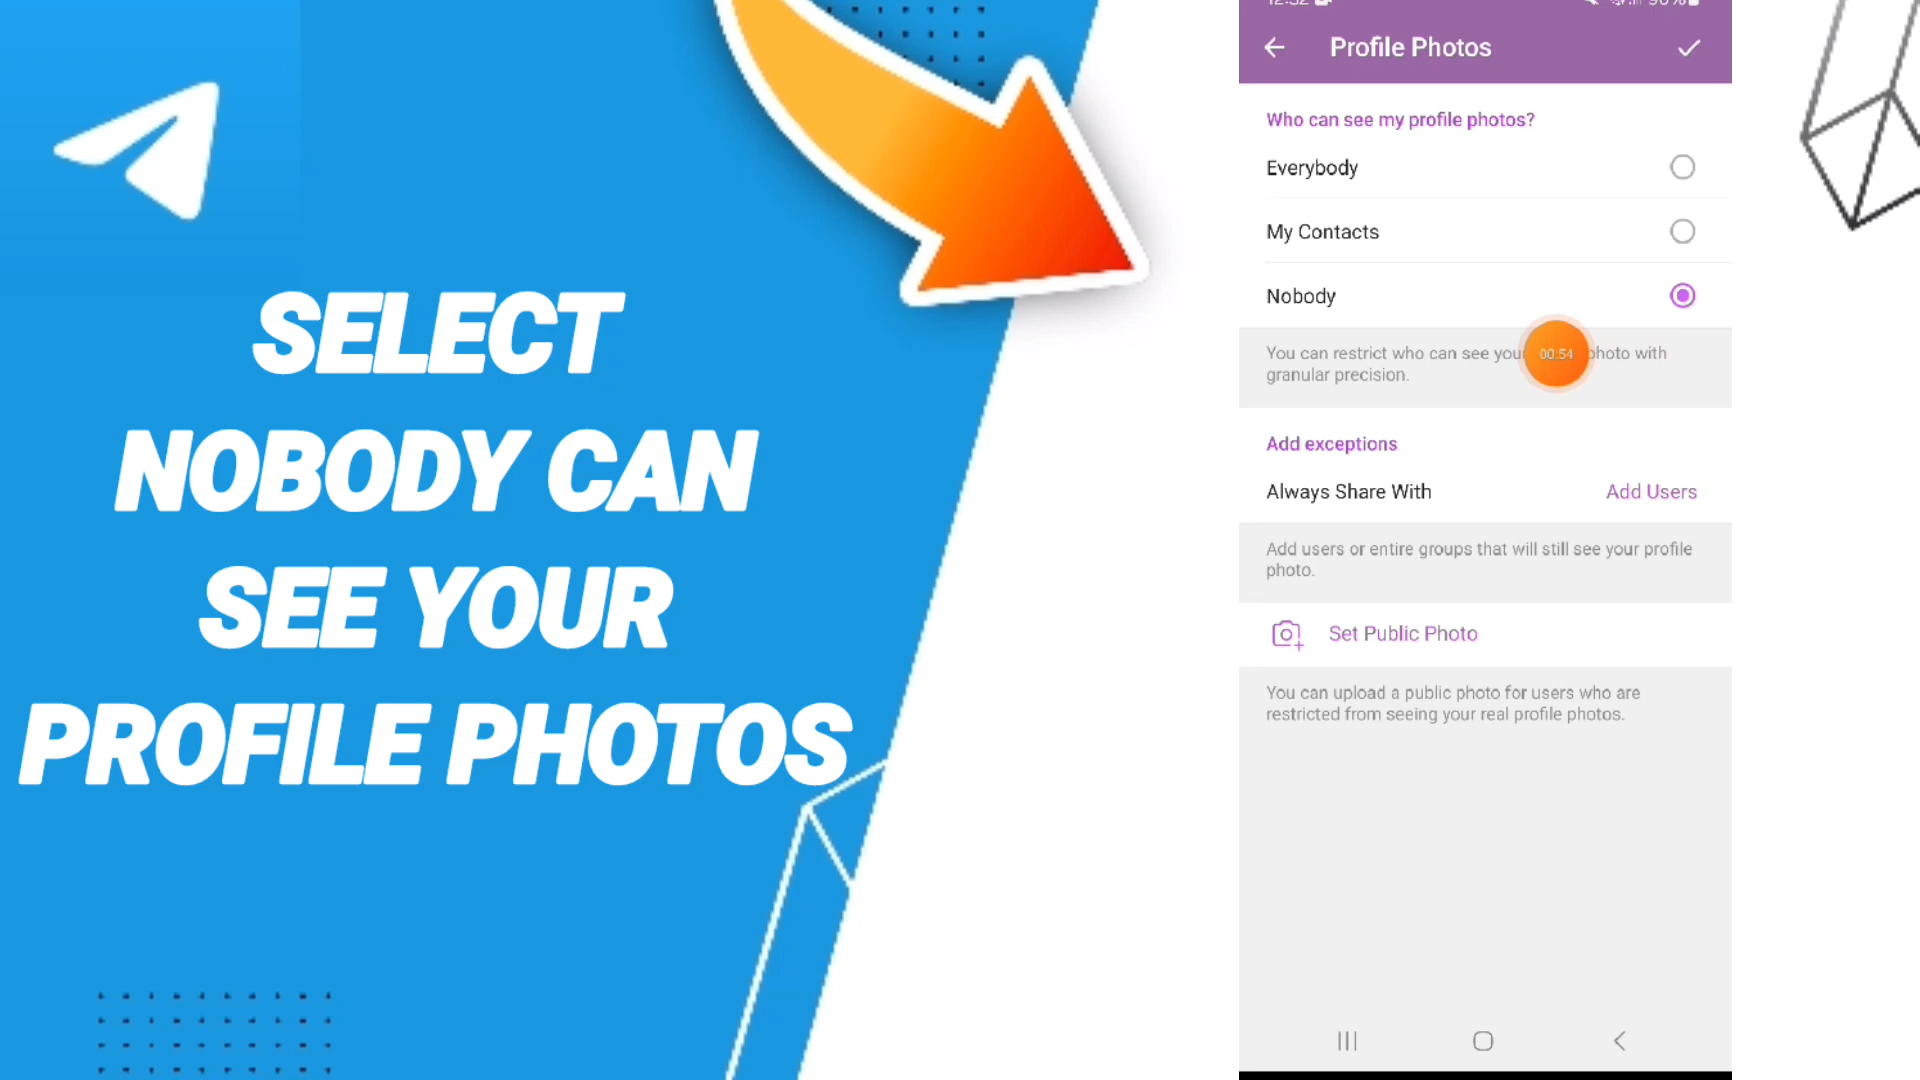 SELECT
NOBODY CAN
SEE YOUR
PROFILE PHOTOS
Profile Photos
Who can see my profile photos?
Everybody
My Contacts
Nobody
You can restrict who can see photo with
00:54
granular precision.
Add exceptions
Always Share With Add Users
Add users or entire groups that will still see your profile
photo.
Set Public Photo
You can upload a public photo for users who are
restricted from seeing your real profile photos.